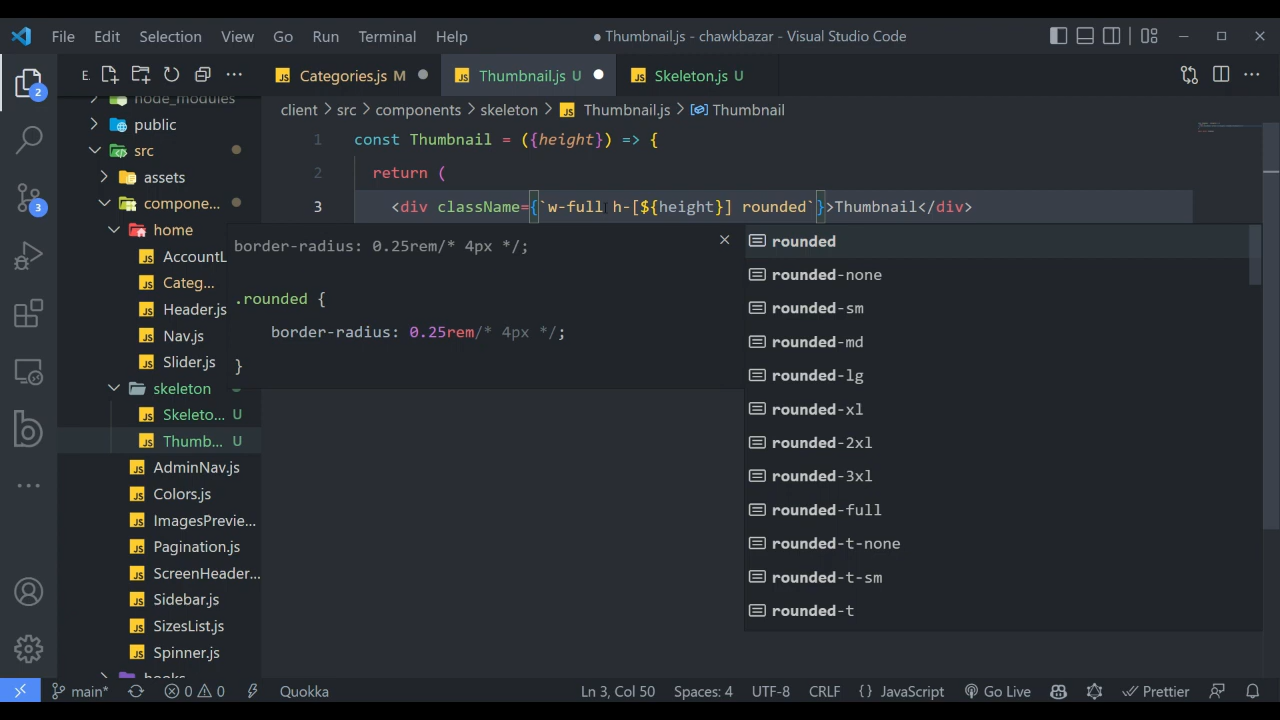 File Edit Selection View Go Run Terminal Help
● Thumbnail.js - chawkbazar - Visual Studio Code
E.
Categories.js M
Thumbnail.js U
Skeleton.js U
client > src > components > skeleton > JS Thumbnail.js > Thumbnail
2
2
node_modules
public
src
assets
compone...
home
AccountL
Categ...
Header.js
Nav.js
Slider.js
skeleton
Skeleto... U
Thumb... U
AdminNav.js
Colors.js
ImagesPrevie...
Pagination.js
ScreenHeader...
Sidebar.js
SizesList.js
Spinner.js
hooks
1 const Thumbnail = ({height}) => {
2 return (
3 <div className={`w-full h-[${height}] rounded`}>Thumbnail</div>
border-radius: 0.25rem/* 4px */;
.rounded {
border-radius: 0.25rem/* 4px */;
}
rounded
rounded-none
rounded-sm
rounded-md
rounded-lg
rounded-xl
rounded-2xl
rounded-3xl
rounded-full
rounded-t-none
rounded-t-sm
rounded-t
main* 0 0 Quokka Ln 3, Col 50 Spaces: 4 UTF-8 CRLF {} JavaScript Go Live Prettier